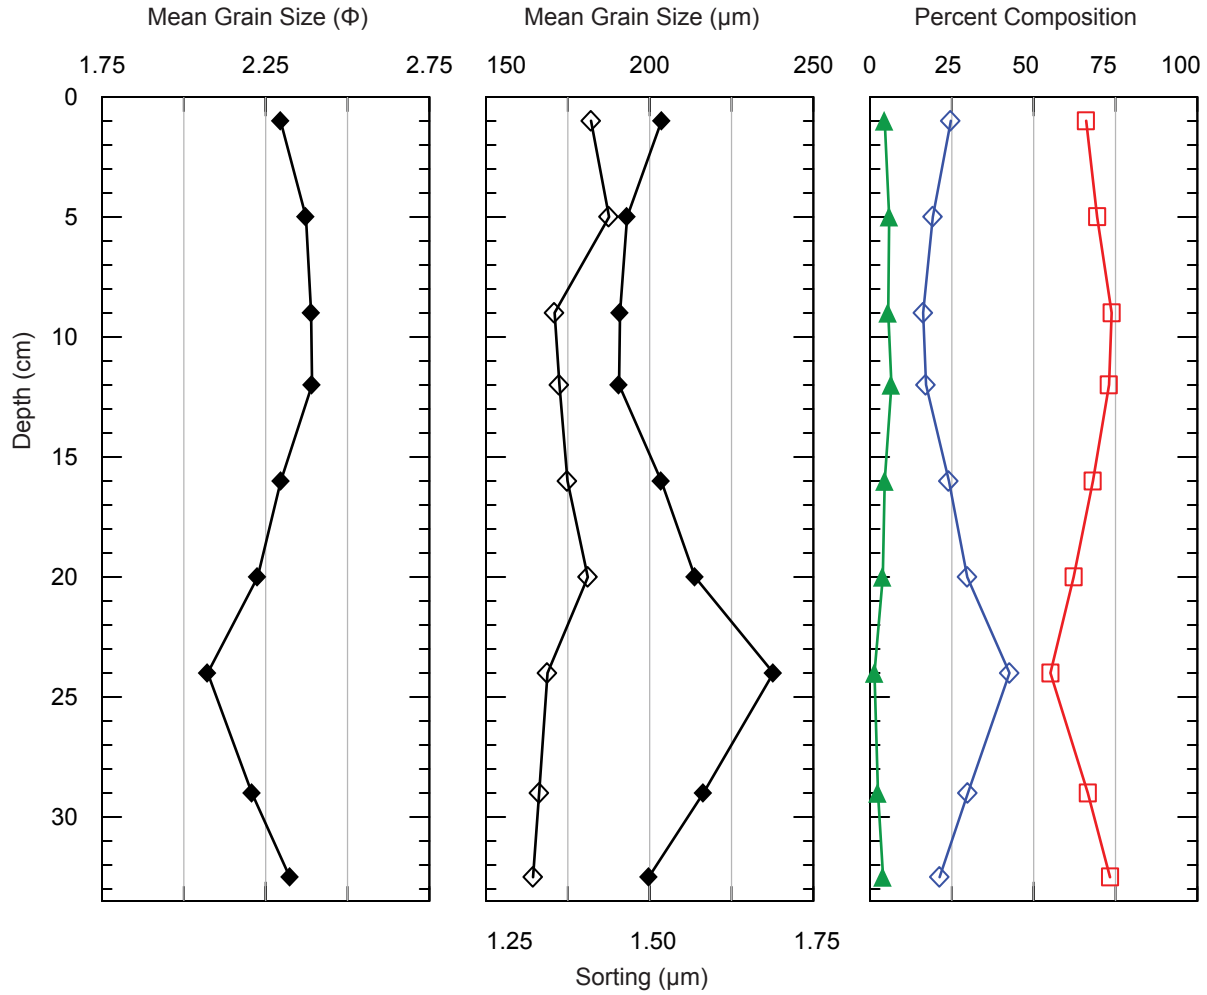 Mean Grain Size (Φ) Mean Grain Size (µm) Percent Composition
1.75 2.25 2.75 150 200 250 0 25 50 75 100
0
5
10
15
20
25
30
Depth (cm)
1.25 1.50 1.75
Sorting (µm)